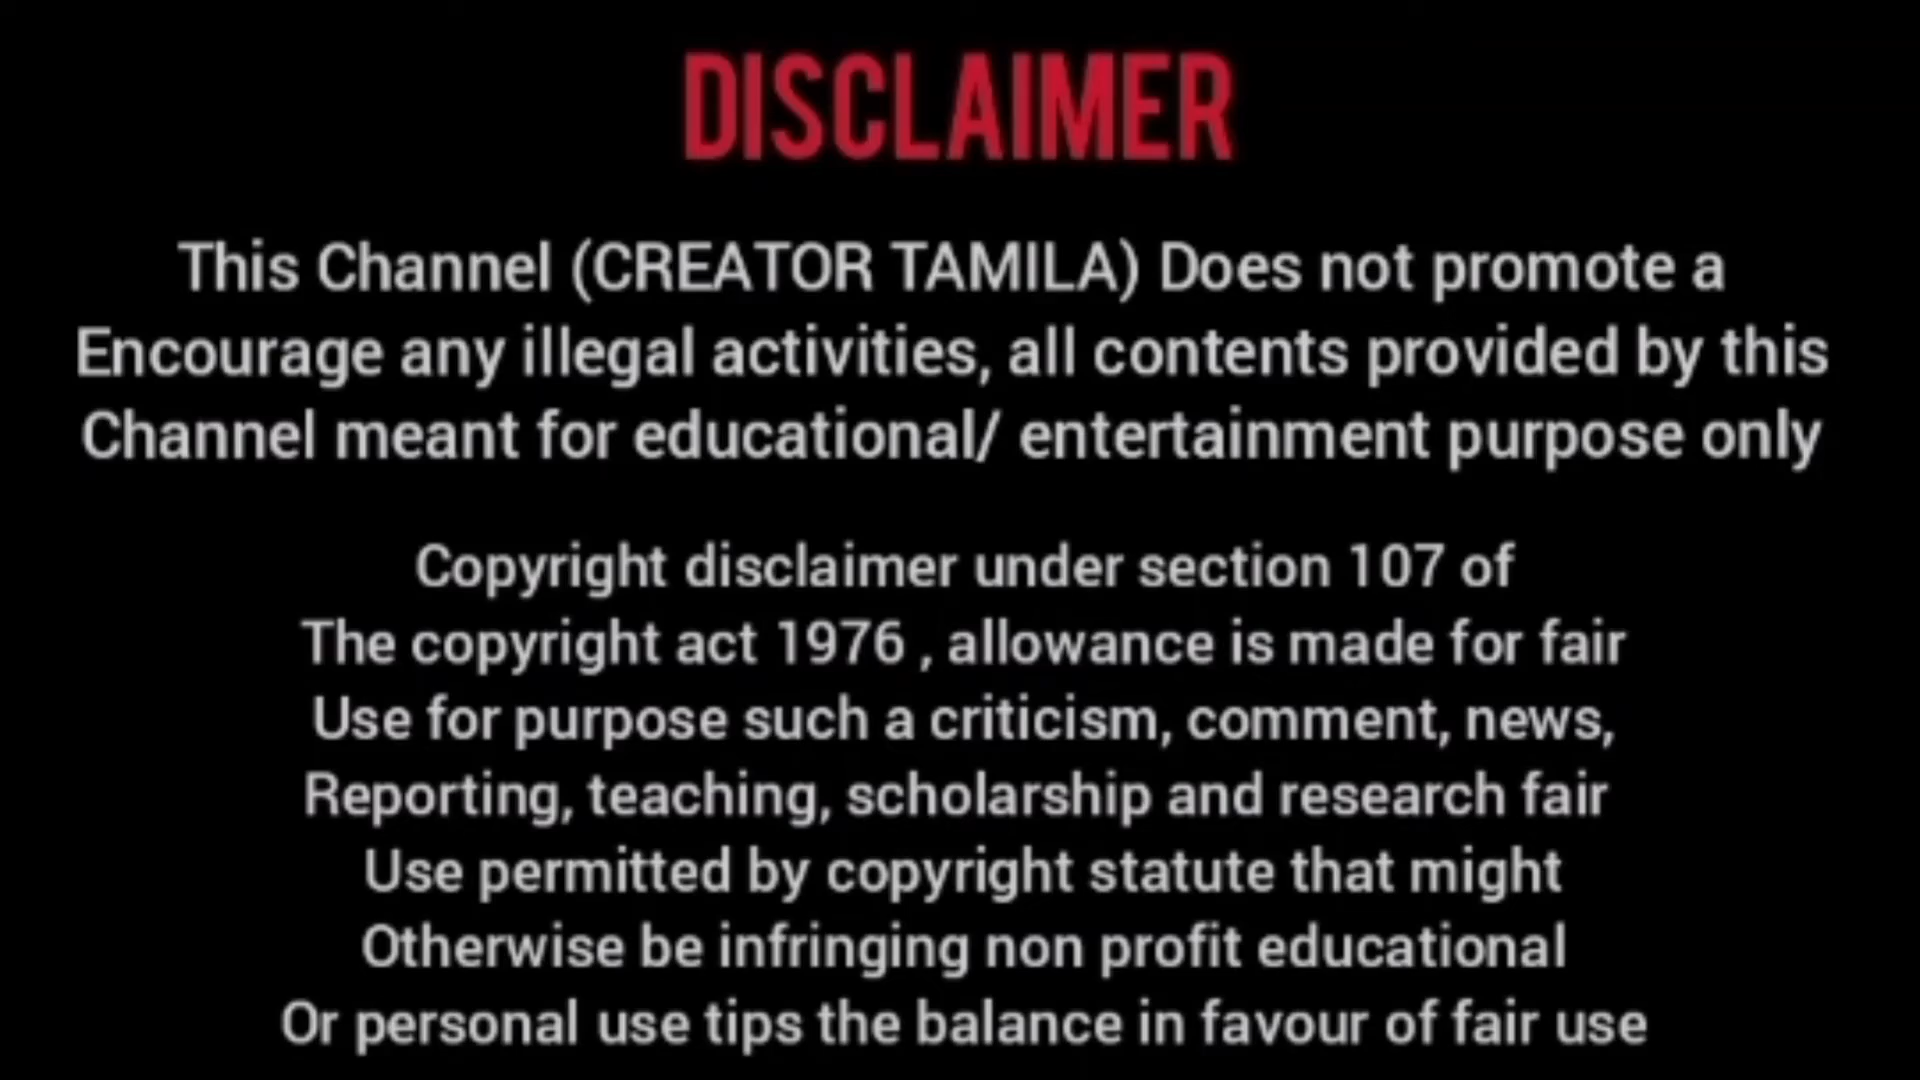 DISCLAIMER
This Channel (CREATOR TAMILA) Does not promote a
Encourage any illegal activities, all contents provided by this
Channel meant for educational/ entertainment purpose only
Copyright disclaimer under section 107 of
The copyright act 1976 , allowance is made for fair
Use for purpose such a criticism, comment, news,
Reporting, teaching, scholarship and research fair
Use permitted by copyright statute that might
Otherwise be infringing non profit educational
Or personal use tips the balance in favour of fair use